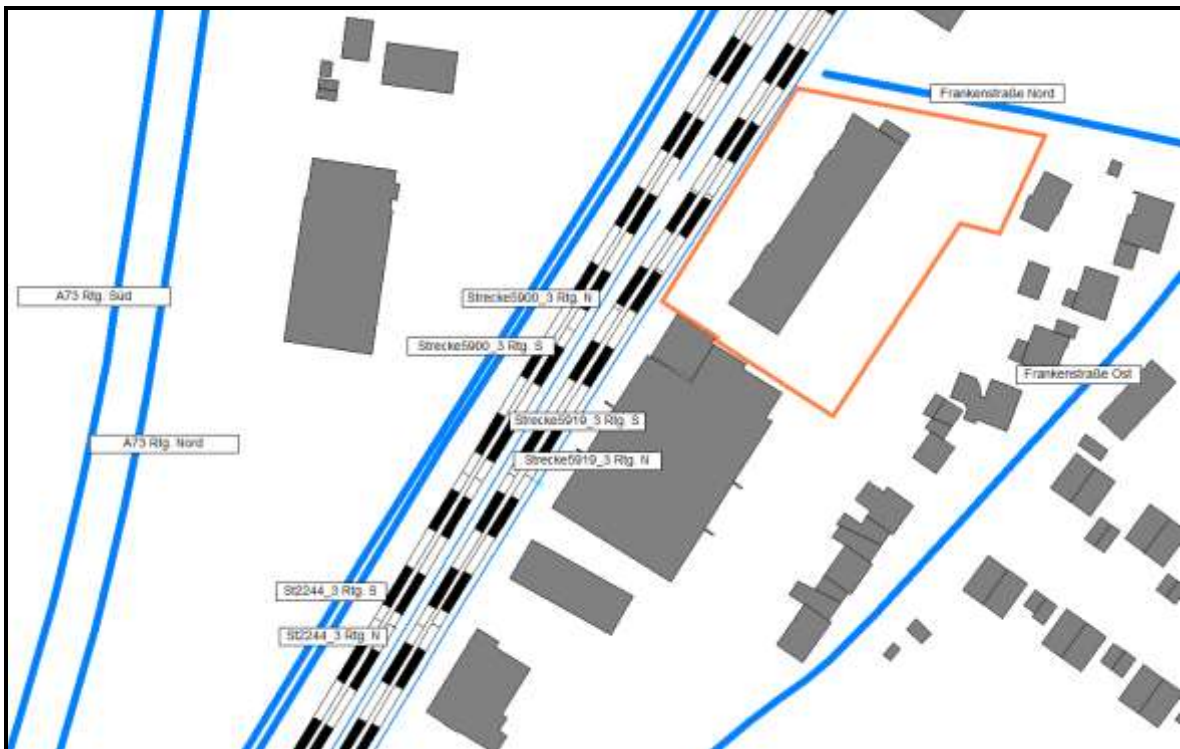 Frankenstraße Nord
A73 Rtg. Süd
Strecke5900_3 Rtg. N
Strecke5900_3 Rtg. S
Frankenstraße Ost
Strecke5919_3 Rtg. S
A73 Rtg. Nord
Strecke5919_3 Rtg. N
St2244_3 Rtg. S
St2244_3 Rtg. N